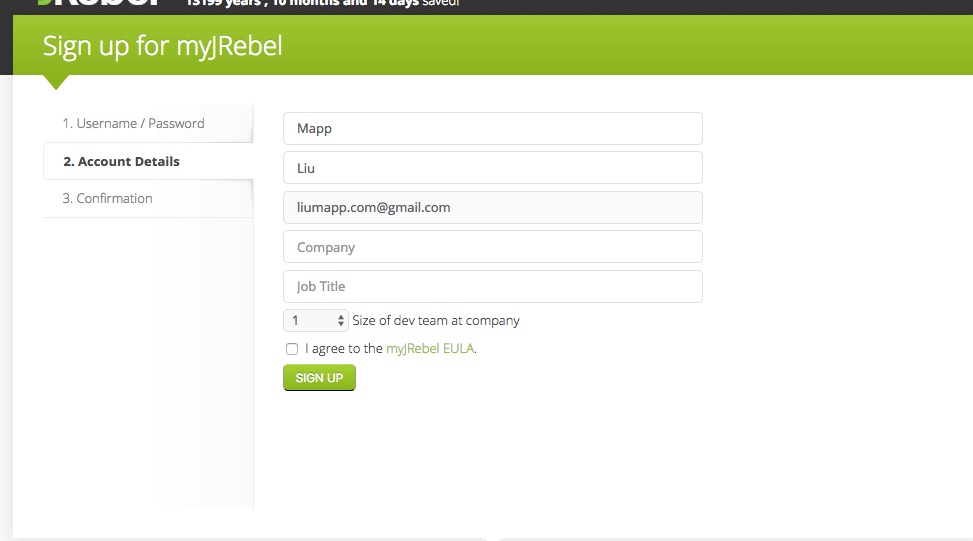 JRebel 13199 years , 10 months and 14 days saved!
Sign up for myJRebel
1. Username / Password
2. Account Details
3. Confirmation
Mapp
Liu
liumapp.com@gmail.com
Company
Job Title
1 Size of dev team at company
I agree to the myJRebel EULA.
SIGN UP